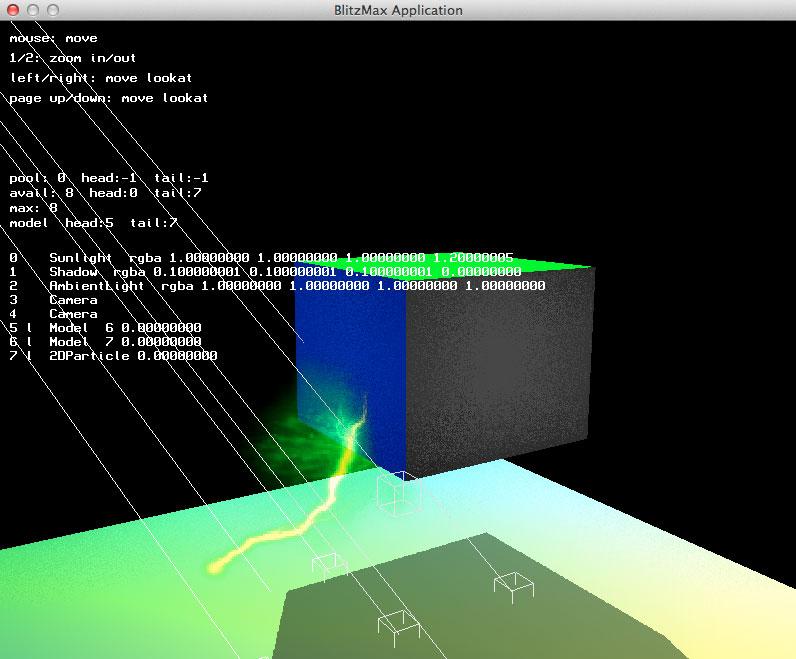 BlitzMax Application
mouse: move
1/2: zoom in/out
left/right: move lookat
page up/down: move lookat
pool: 0 head:-1 tail:-1
avail: 8 head:0 tail:7
max: 8
model head:5 tail:7
0 Sunlight rgba 1.00000000 1.00000000 1.00000000 1.20000005
1 Shadow rgba 0.100000001 0.100000001 0.100000001 0.00000000
2 AmbientLight rgba 1.00000000 1.00000000 1.00000000 1.00000000
3 Camera
4 Camera
5 l Model 6 0.00000000
6 l Model 7 0.00000000
7 l 2DParticle 0.00000000